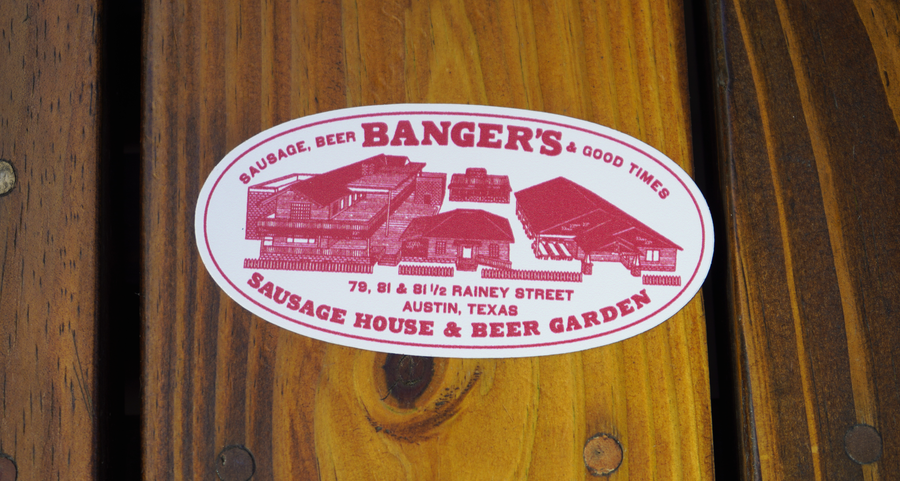 SAUSAGE, BEER BANGER'S & GOOD TIMES
79, 81 & 81 1/2 RAINEY STREET
AUSTIN, TEXAS
SAUSAGE HOUSE & BEER GARDEN